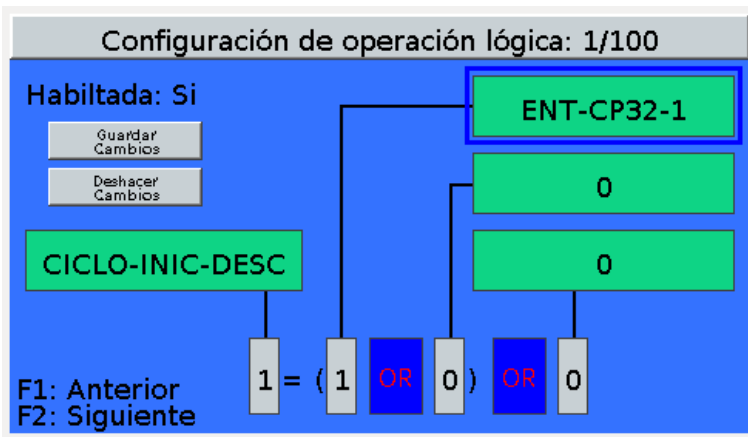 Configuración de operación lógica: 1/100
Habiltada: Si
ENT-CP32-1
Guardar
Cambios
Deshacer
Cambios
0
CICLO-INIC-DESC
0
1 = ( 1 OR 0 ) OR 0
F1: Anterior
F2: Siguiente